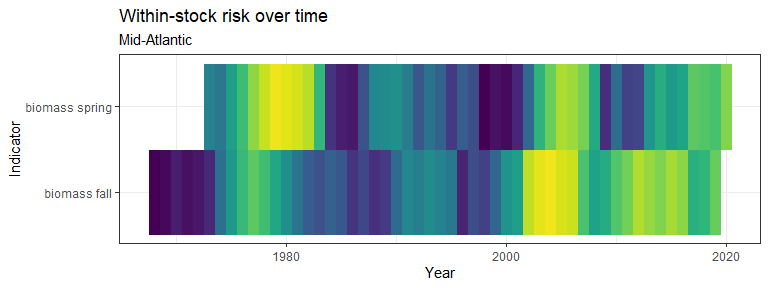 Within-stock risk over time
Mid-Atlantic
Indicator
biomass spring
biomass fall
1980
2000
2020
Year